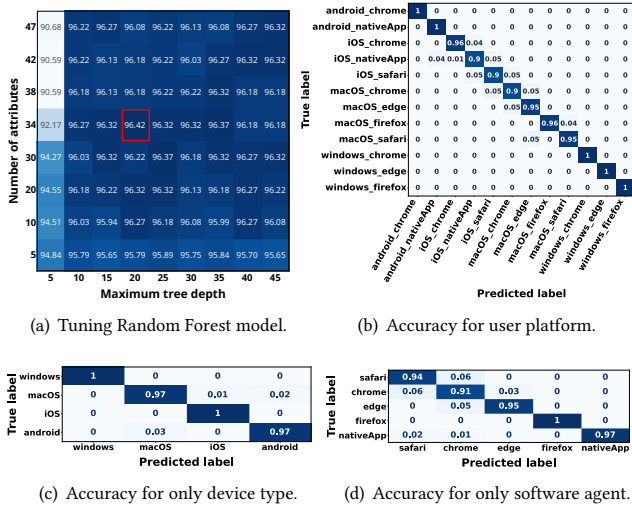 Number of attributes
47 90.68 96.22 96.27 96.08 96.22 96.18 96.22 96.27 96.32
42 90.59 96.22 96.13 96.18 96.22 96.03 96.27 96.32 96.32
38 90.59 96.18 96.13 96.18 96.32 96.13 96.32 96.18 96.32
34 92.17 96.27 96.32 96.42 96.32 96.32 96.37 96.18 96.18
30 94.27 96.03 96.32 96.22 96.37 96.18 96.32 96.27 96.32
20 94.55 96.18 96.22 96.32 96.32 96.13 96.32 96.27 96.22
10 94.51 96.03 95.94 96.27 96.18 96.08 95.99 96.27 96.08
5 94.84 95.79 95.65 95.79 95.89 95.75 95.84 95.70 95.65
5 10 15 20 25 30 35 40 45
Maximum tree depth
(a) Tuning Random Forest model.
True label
android_chrome 1 0 0 0 0 0 0 0 0 0 0 0
android_nativeApp 0 1 0 0 0 0 0 0 0 0 0 0
iOS_chrome 0 0 0.96 0.04 0 0 0 0 0 0 0 0
iOS_nativeApp 0 0.04 0.01 0.9 0.05 0 0 0 0 0 0 0
iOS_safari 0 0 0 0.05 0.9 0.05 0 0 0 0 0 0
macOS_chrome 0 0 0 0 0.05 0.9 0.05 0 0 0 0 0
macOS_edge 0 0 0 0 0 0.05 0.95 0 0 0 0 0
macOS_firefox 0 0 0 0 0 0 0 0.96 0.04 0 0 0
macOS_safari 0 0 0 0 0 0 0.05 0 0.95 0 0 0
windows_chrome 0 0 0 0 0 0 0 0 0 1 0 0
windows_edge 0 0 0 0 0 0 0 0 0 0 1 0
windows_firefox 0 0 0 0 0 0 0 0 0 0 0 1
android_chrome android_nativeApp iOS_chrome iOS_nativeApp iOS_safari macOS_chrome macOS_edge macOS_firefox macOS_safari windows_chrome windows_edge windows_firefox
Predicted label
(b) Accuracy for user platform.
True label
windows 1 0 0 0
macOS 0 0.97 0.01 0.02
iOS 0 0 1 0
android 0 0.03 0 0.97
windows macOS iOS android
Predicted label
(c) Accuracy for only device type.
True label
safari 0.94 0.06 0 0 0
chrome 0.06 0.91 0.03 0 0
edge 0 0.05 0.95 0 0
firefox 0 0 0 1 0
nativeApp 0.02 0.01 0 0 0.97
safari chrome edge firefox nativeApp
Predicted label
(d) Accuracy for only software agent.